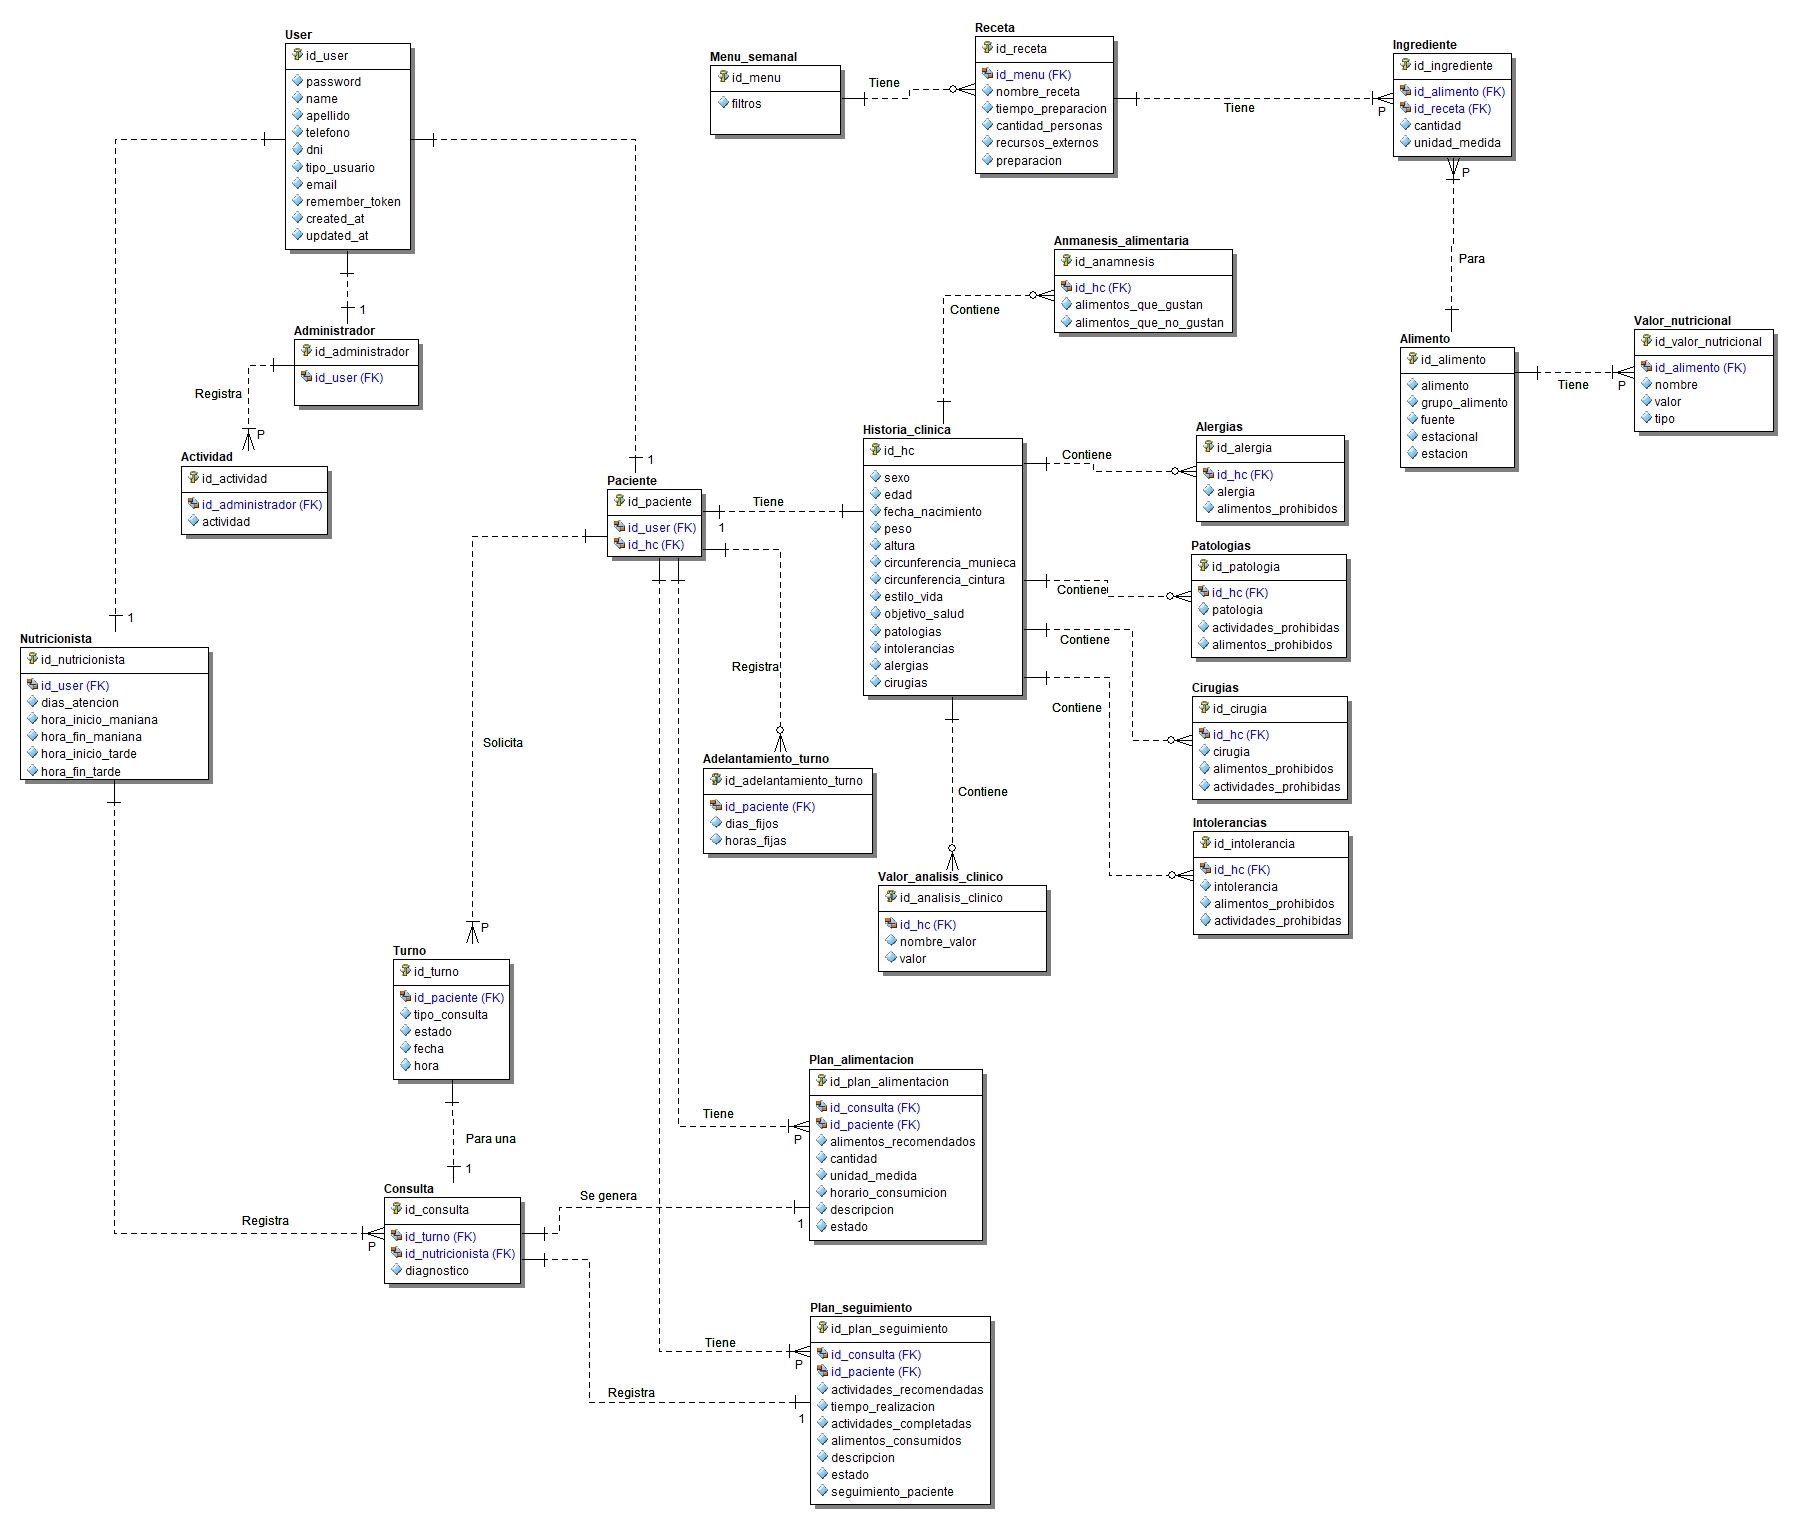 User
id_user
password
name
apellido
telefono
dni
tipo_usuario
email
remember_token
created_at
updated_at
1
Administrador
id_administrador
id_user (FK)
Registra
P
Actividad
id_actividad
id_administrador (FK)
actividad
1
Nutricionista
id_nutricionista
id_user (FK)
dias_atencion
hora_inicio_maniana
hora_fin_maniana
hora_inicio_tarde
hora_fin_tarde
Registra
P
1
Paciente
id_paciente
id_user (FK)
id_hc (FK)
Tiene
1
Solicita
P
Turno
id_turno
id_paciente (FK)
tipo_consulta
estado
fecha
hora
Para una
1
Consulta
id_consulta
id_turno (FK)
id_nutricionista (FK)
diagnostico
Registra
Adelantamiento_turno
id_adelantamiento_turno
id_paciente (FK)
dias_fijos
horas_fijas
Menu_semanal
id_menu
filtros
Tiene
Receta
id_receta
id_menu (FK)
nombre_receta
tiempo_preparacion
cantidad_personas
recursos_externos
preparacion
Tiene
P
Ingrediente
id_ingrediente
id_alimento (FK)
id_receta (FK)
cantidad
unidad_medida
P
Para
Alimento
id_alimento
alimento
grupo_alimento
fuente
estacional
estacion
Tiene
P
Valor_nutricional
id_valor_nutricional
id_alimento (FK)
nombre
valor
tipo
Anmanesis_alimentaria
id_anamnesis
id_hc (FK)
alimentos_que_gustan
alimentos_que_no_gustan
Contiene
Historia_clinica
id_hc
sexo
edad
fecha_nacimiento
peso
altura
circunferencia_munieca
circunferencia_cintura
estilo_vida
objetivo_salud
patologias
intolerancias
alergias
cirugias
Contiene
Alergias
id_alergia
id_hc (FK)
alergia
alimentos_prohibidos
Contiene
Patologias
id_patologia
id_hc (FK)
patologia
actividades_prohibidas
alimentos_prohibidos
Contiene
Cirugias
id_cirugia
id_hc (FK)
cirugia
alimentos_prohibidos
actividades_prohibidas
Contiene
Intolerancias
id_intolerancia
id_hc (FK)
intolerancia
alimentos_prohibidos
actividades_prohibidas
Contiene
Valor_analisis_clinico
id_analisis_clinico
id_hc (FK)
nombre_valor
valor
Tiene
P
Se genera
1
Plan_alimentacion
id_plan_alimentacion
id_consulta (FK)
id_paciente (FK)
alimentos_recomendados
cantidad
unidad_medida
horario_consumicion
descripcion
estado
Tiene
P
Registra
1
Plan_seguimiento
id_plan_seguimiento
id_consulta (FK)
id_paciente (FK)
actividades_recomendadas
tiempo_realizacion
actividades_completadas
alimentos_consumidos
descripcion
estado
seguimiento_paciente